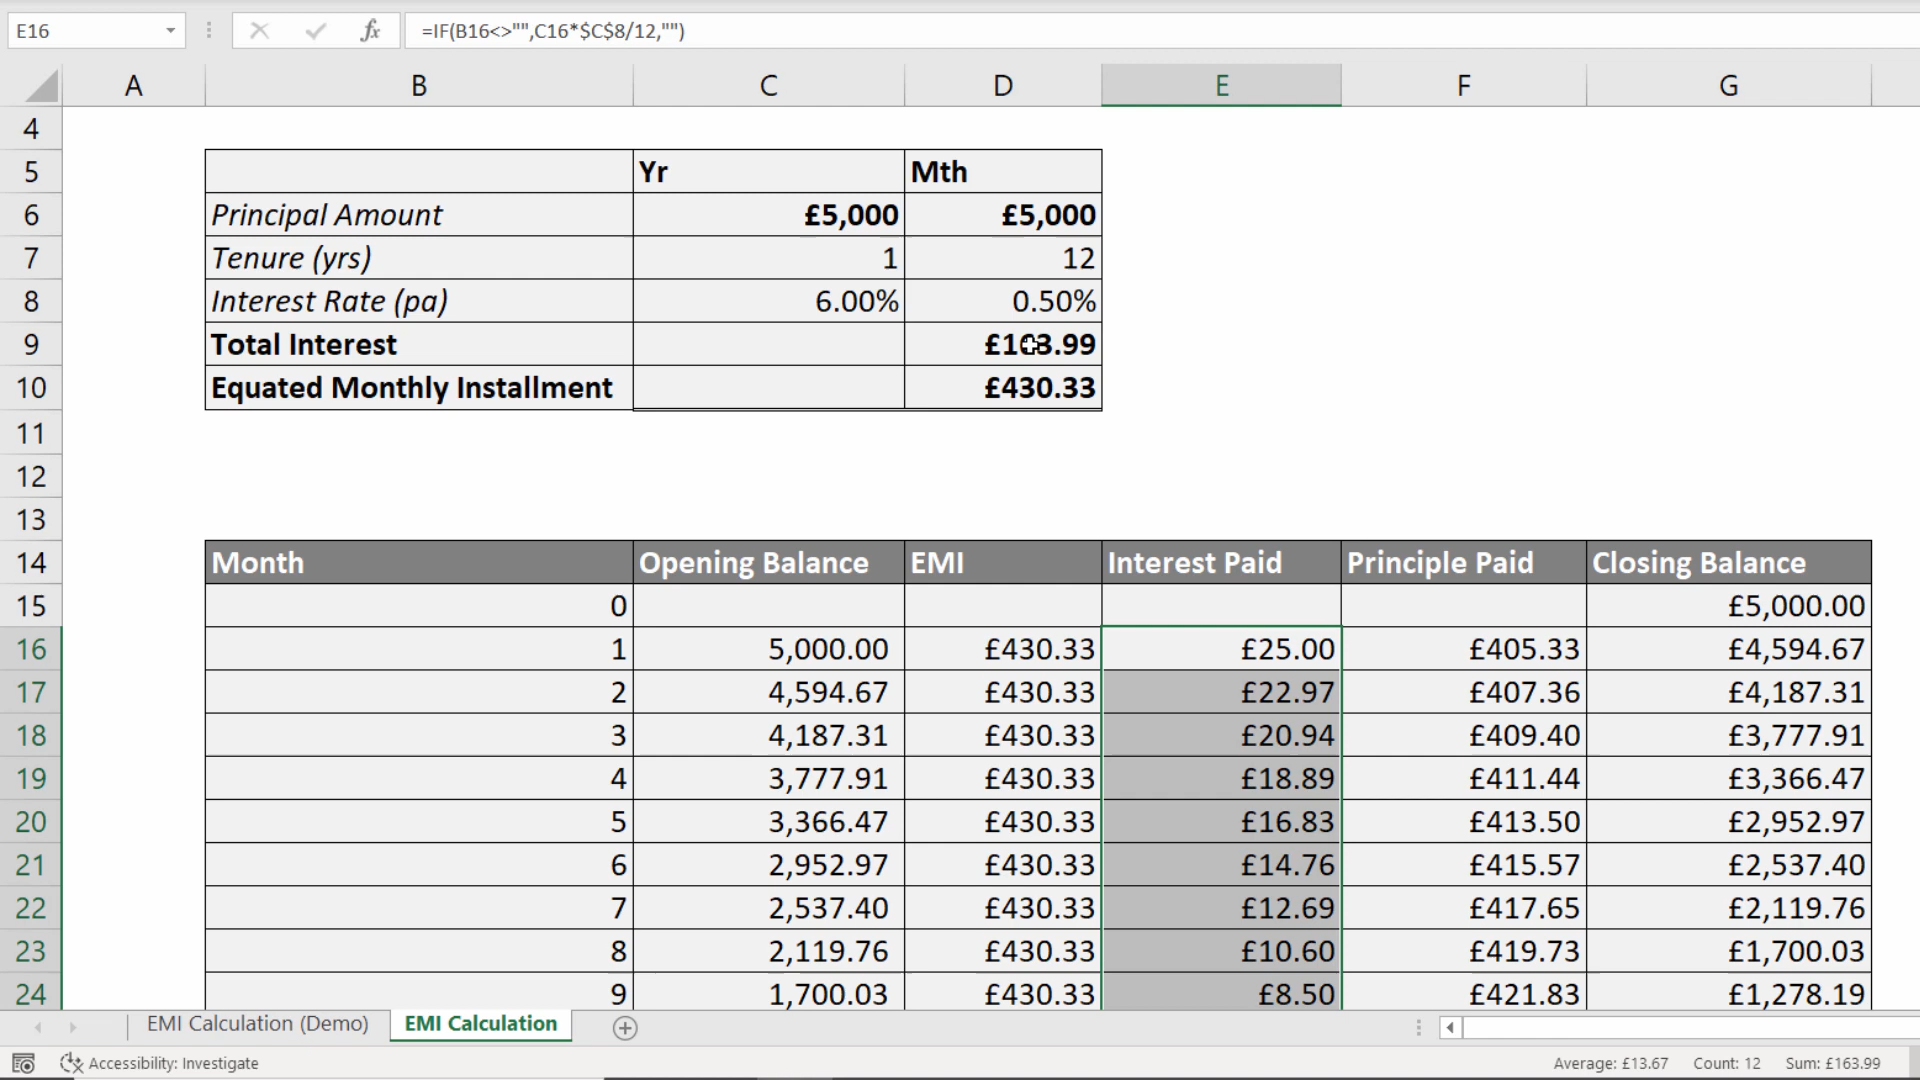 E16 fx =IF(B16<>"",C16*$C$8/12,"")
A B C D E F G
4
5 Yr Mth
6 Principal Amount £5,000 £5,000
7 Tenure (yrs) 1 12
8 Interest Rate (pa) 6.00% 0.50%
9 Total Interest £163.99
10 Equated Monthly Installment £430.33
11
12
13
14 Month Opening Balance EMI Interest Paid Principle Paid Closing Balance
15 0 £5,000.00
16 1 5,000.00 £430.33 £25.00 £405.33 £4,594.67
17 2 4,594.67 £430.33 £22.97 £407.36 £4,187.31
18 3 4,187.31 £430.33 £20.94 £409.40 £3,777.91
19 4 3,777.91 £430.33 £18.89 £411.44 £3,366.47
20 5 3,366.47 £430.33 £16.83 £413.50 £2,952.97
21 6 2,952.97 £430.33 £14.76 £415.57 £2,537.40
22 7 2,537.40 £430.33 £12.69 £417.65 £2,119.76
23 8 2,119.76 £430.33 £10.60 £419.73 £1,700.03
24 9 1,700.03 £430.33 £8.50 £421.83 £1,278.19
EMI Calculation (Demo) EMI Calculation
Accessibility: Investigate Average: £13.67 Count: 12 Sum: £163.99